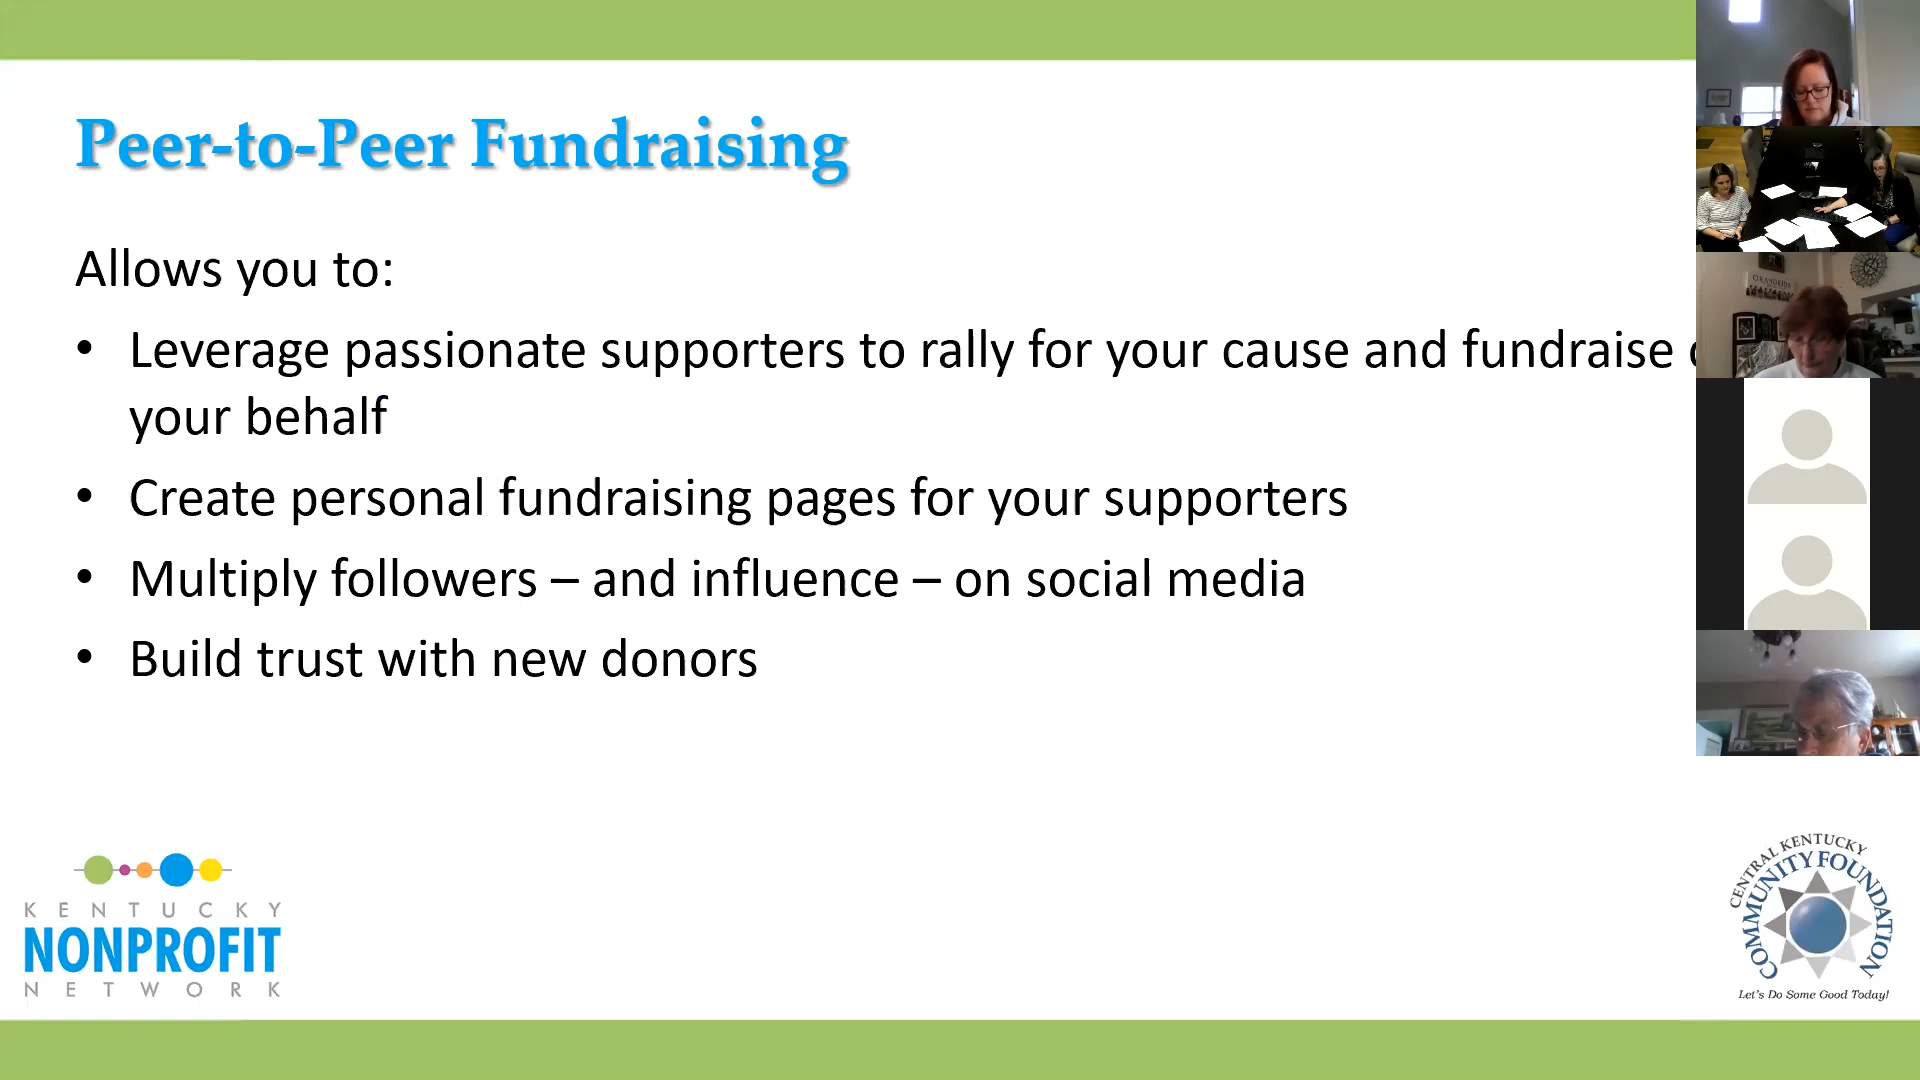 Peer-to-Peer Fundraising
Allows you to:
• Leverage passionate supporters to rally for your cause and fundraise
your behalf
• Create personal fundraising pages for your supporters
• Multiply followers – and influence – on social media
• Build trust with new donors
KENTUCKY
NONPROFIT
NETWORK
CENTRAL KENTUCKY
COMMUNITY FOUNDATION
Let's Do Some Good Today!
GRANDKIDS